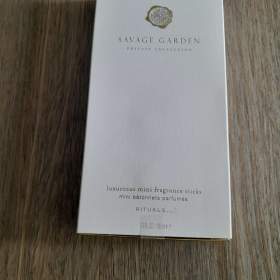 SAVAGE GARDEN
PRIVATE COLLECTION
luxurious mini fragrance sticks
mini bâtonnets parfumés
RITUALS...